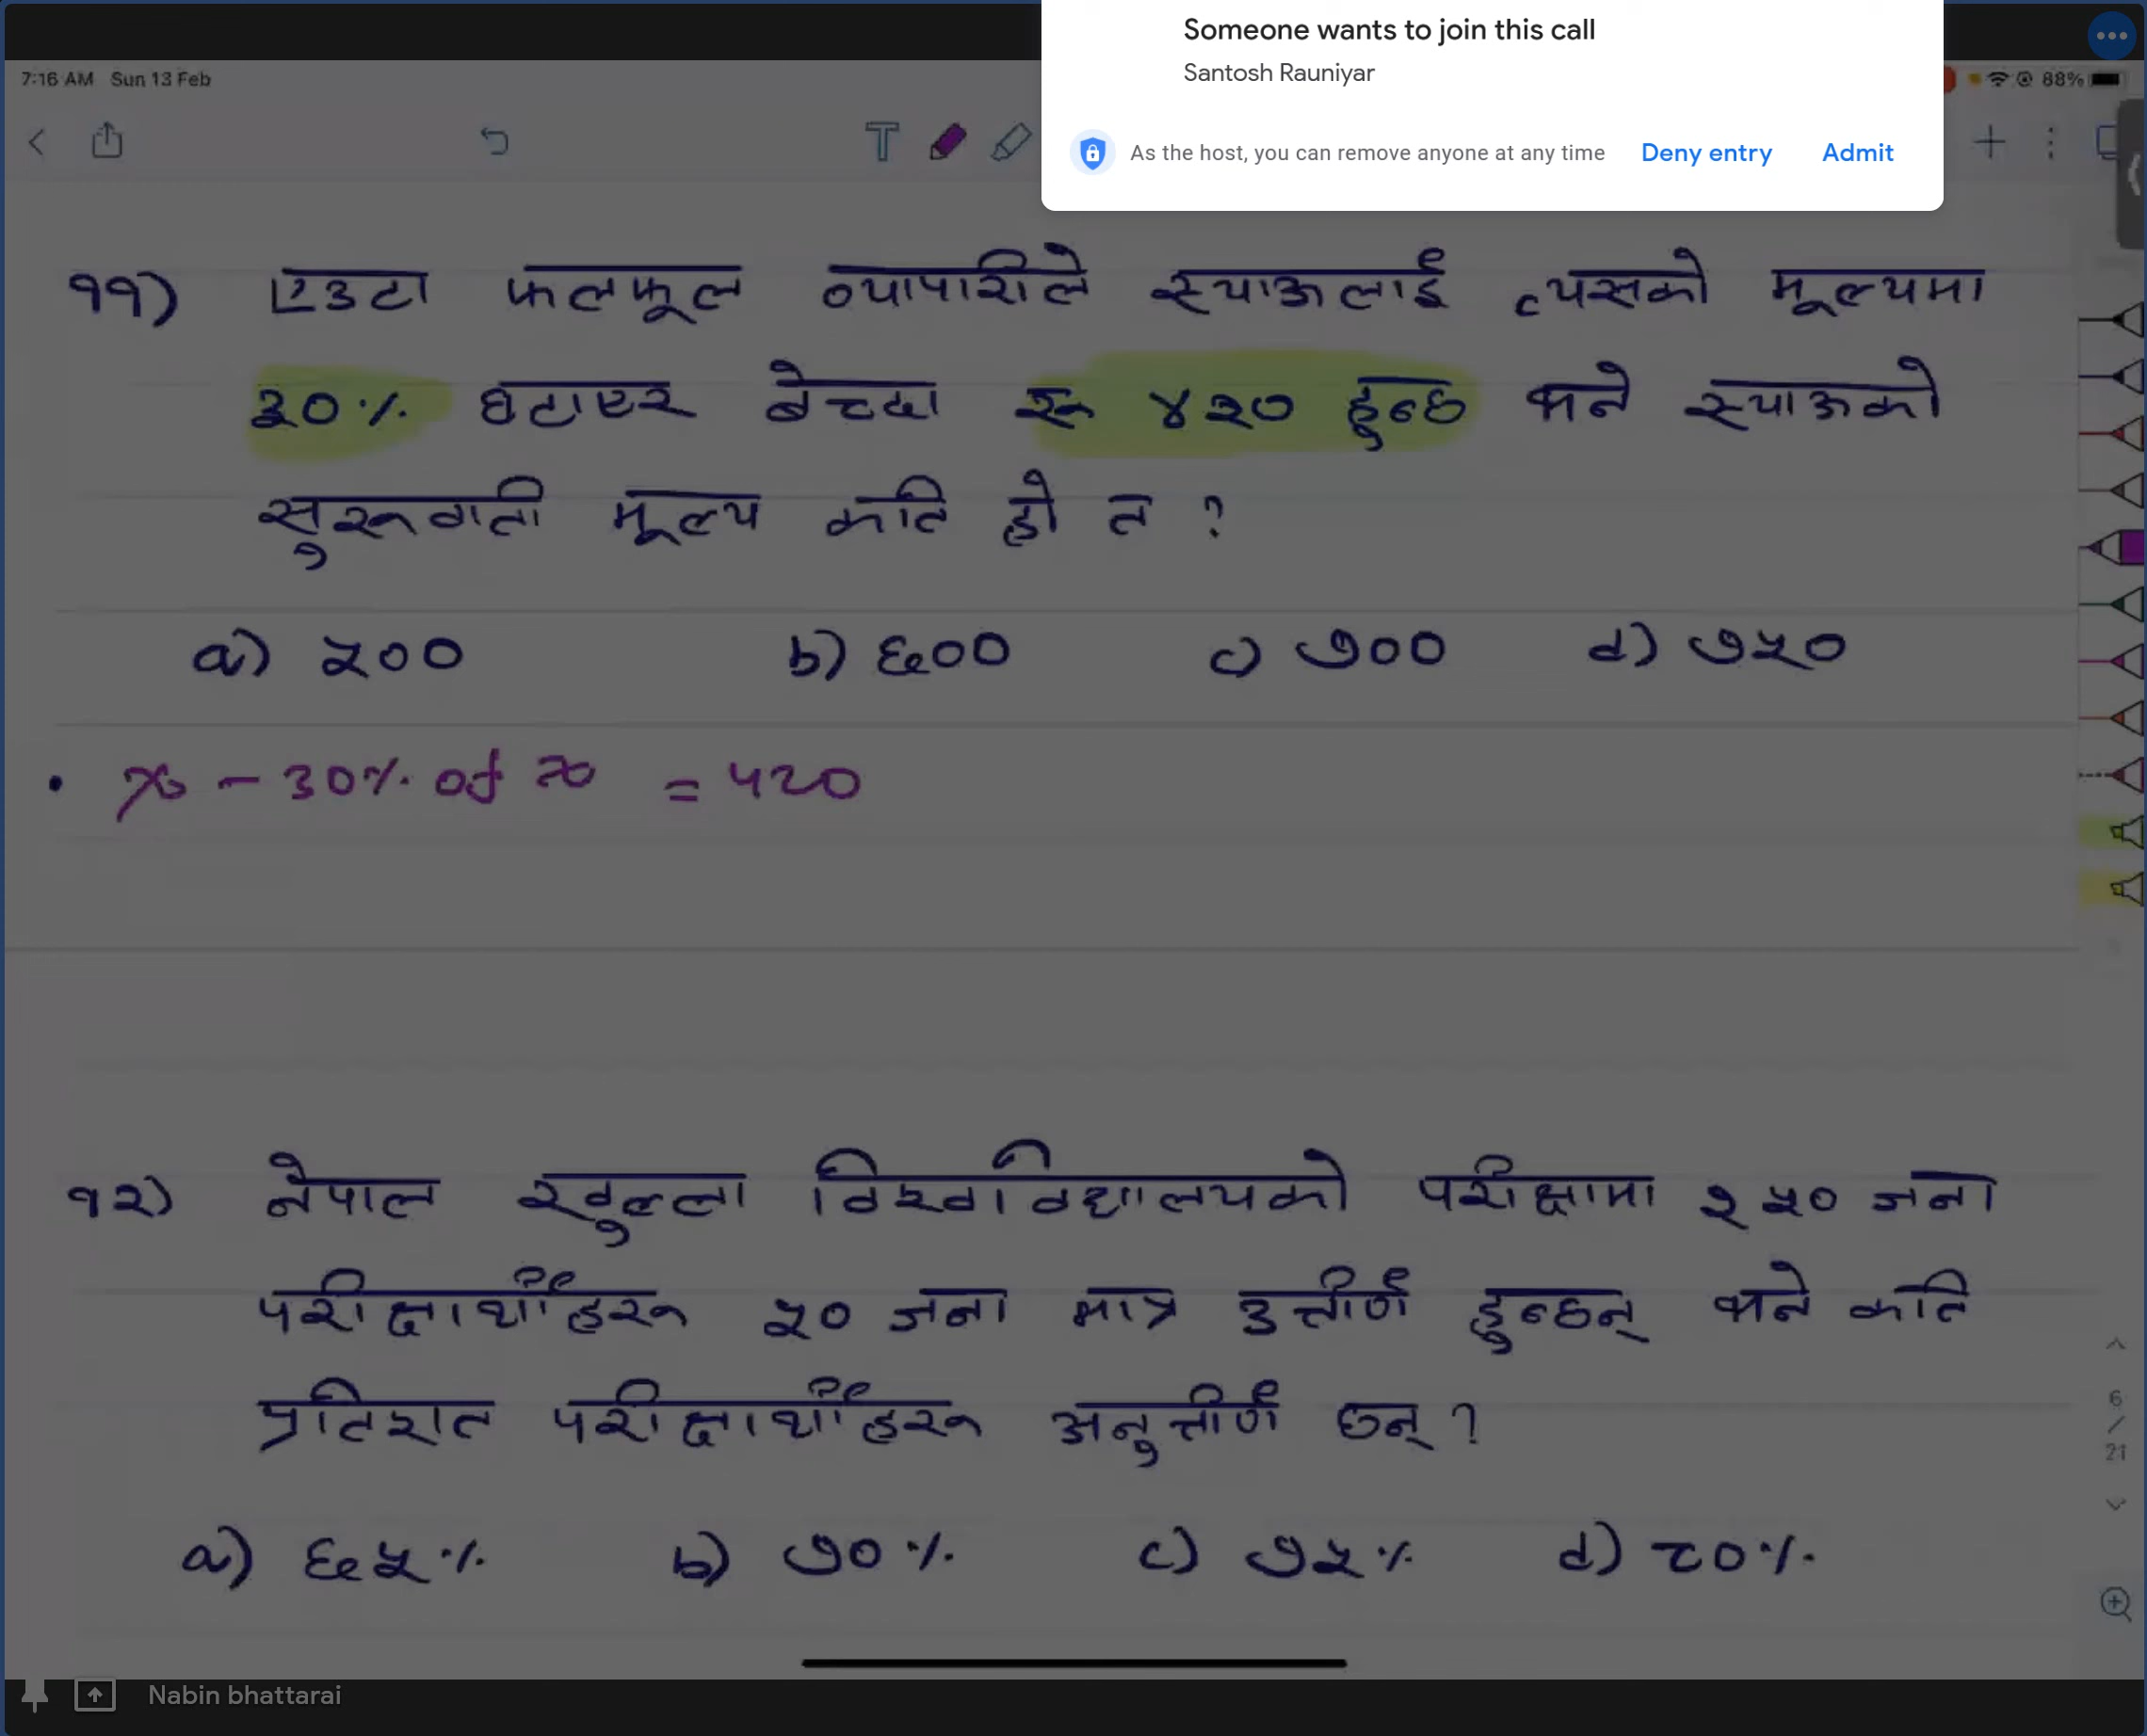 Someone wants to join this call
Santosh Rauniyar
As the host, you can remove anyone at any time Deny entry Admit
7:16 AM Sun 13 Feb
88%
T
११) एउटा फलफूल व्यापारीले स्याऊलाई त्यसको मूल्यमा
३०% घटाएर बेच्दा रू ४२० हुन्छ भने स्याऊको
सुरूवाती मूल्य कति हो त ?
a) ५०० b) ६०० c) ७०० d) ७५०
• x - 30% of x = 420
१२) नेपाल खुल्ला विश्वविद्यालयको परीक्षामा २५० जना
परीक्षार्थीहरू ५० जना मात्र उत्तीर्ण हुन्छन् भने कति
प्रतिशत परीक्षार्थीहरू अनुत्तीर्ण छन् ?
6
/
21
a) ६५% b) ७०% c) ७५% d) ८०%
Nabin bhattarai